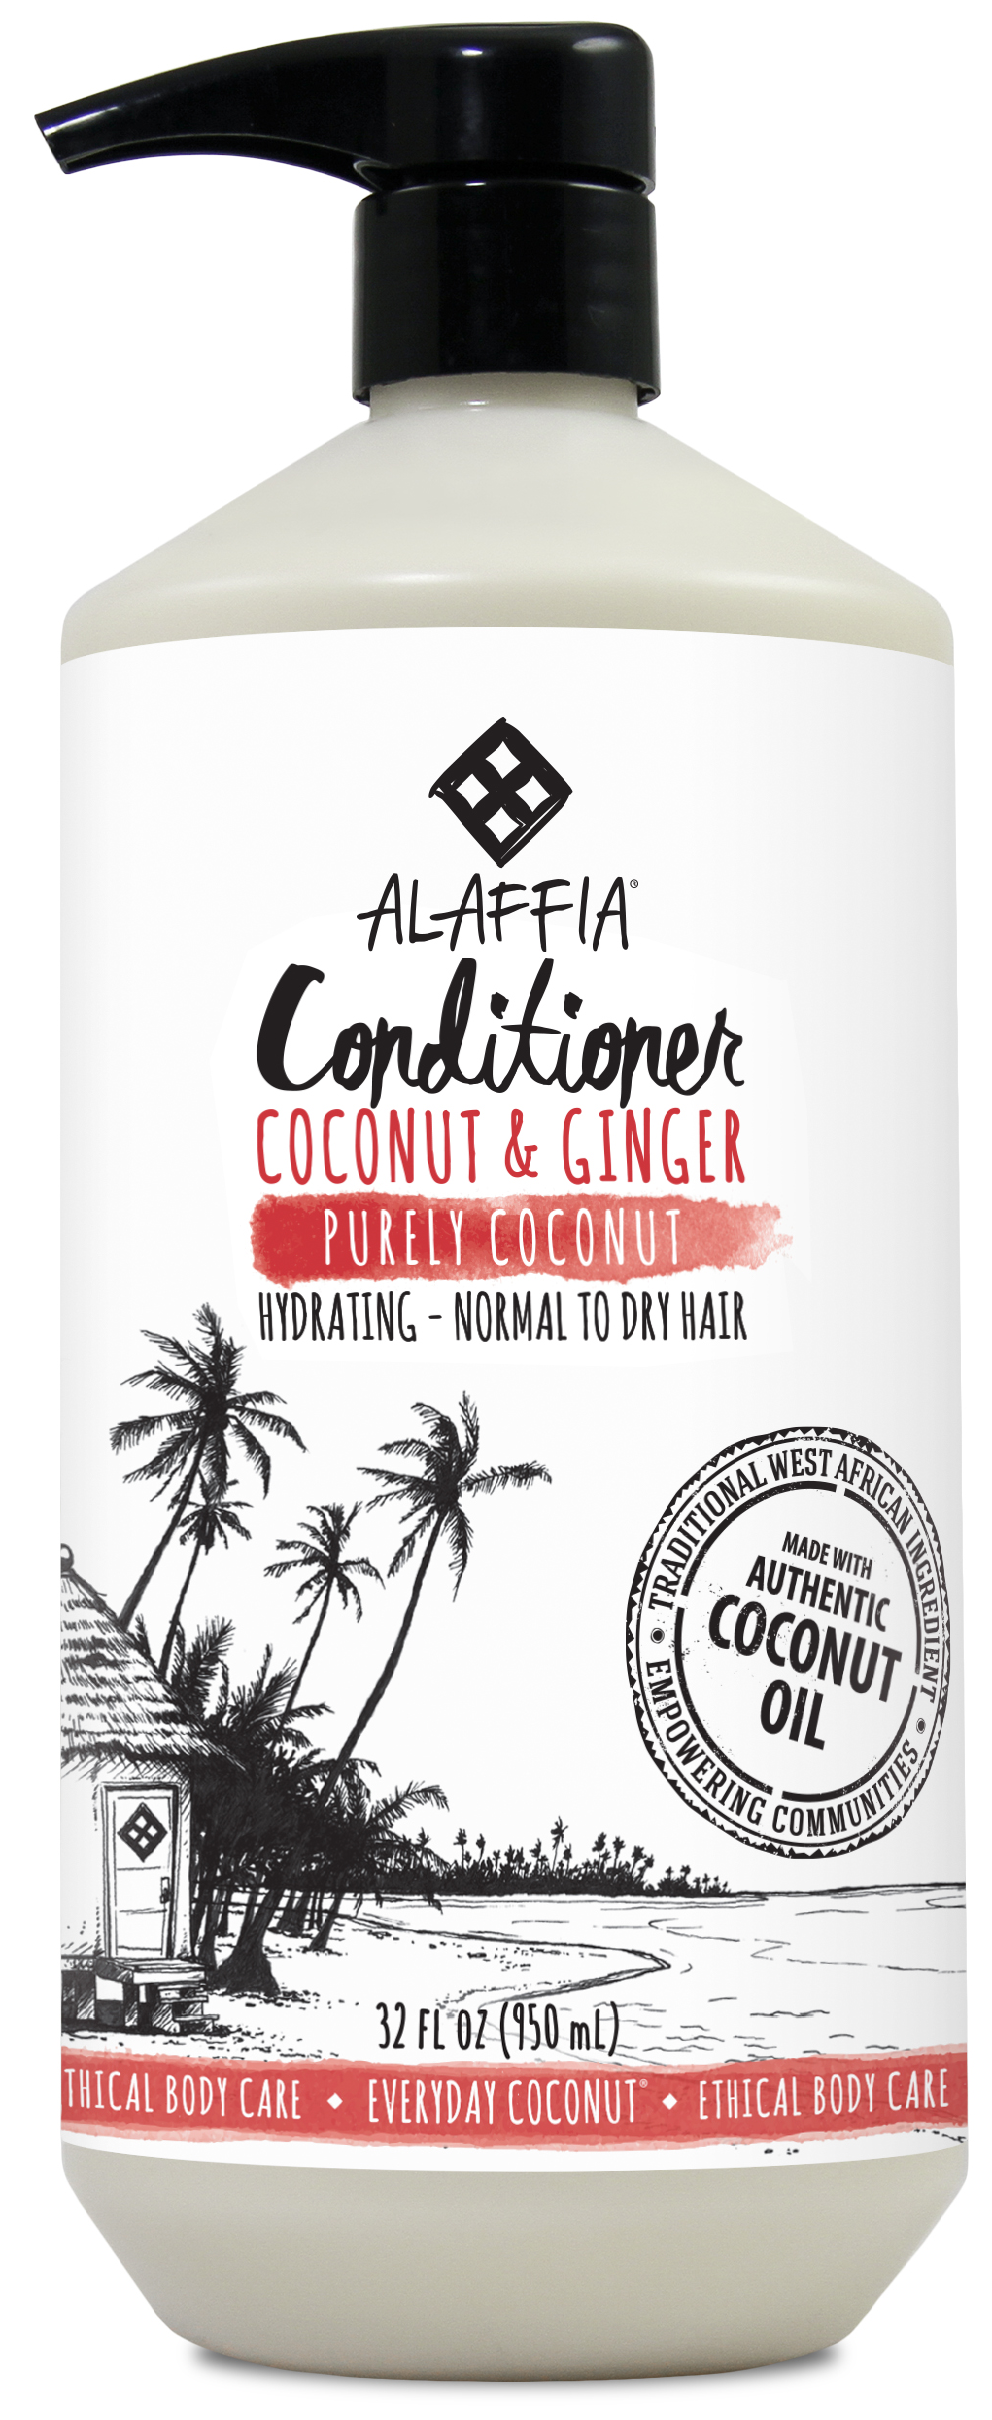 ALAFFIA®
Conditioner
COCONUT & GINGER
PURELY COCONUT
HYDRATING - NORMAL TO DRY HAIR
TRADITIONAL WEST AFRICAN INGREDIENT
MADE WITH
AUTHENTIC
COCONUT
OIL
EMPOWERING COMMUNITIES
32 FL OZ (950 mL)
THICAL BODY CARE ◆ EVERYDAY COCONUT® ◆ ETHICAL BODY CARE